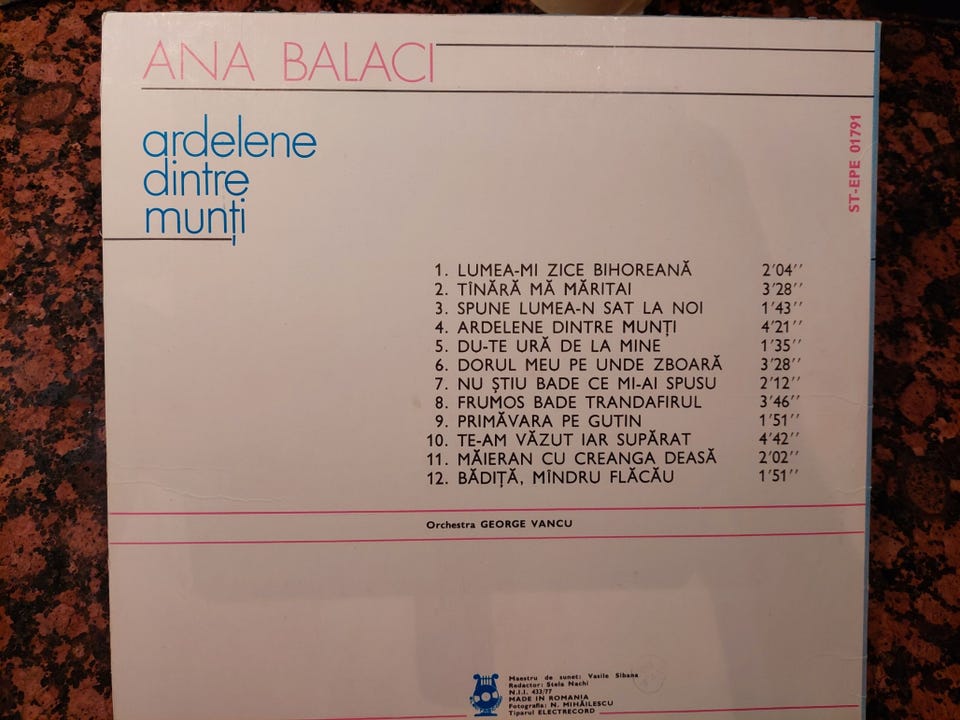 ANA BALACI
ardelene
dintre
munți
ST-EPE 01791
1. LUMEA-MI ZICE BIHOREANĂ 2'04''
2. TÎNĂRĂ MĂ MĂRITAI 3'28''
3. SPUNE LUMEA-N SAT LA NOI 1'43''
4. ARDELENE DINTRE MUNȚI 4'21''
5. DU-TE URĂ DE LA MINE 1'35''
6. DORUL MEU PE UNDE ZBOARĂ 3'28''
7. NU ȘTIU BADE CE MI-AI SPUSU 2'12''
8. FRUMOS BADE TRANDAFIRUL 3'46''
9. PRIMĂVARA PE GUTIN 1'51''
10. TE-AM VĂZUT IAR SUPĂRAT 4'42''
11. MĂIERAN CU CREANGA DEASĂ 2'02''
12. BĂDIȚĂ, MÎNDRU FLĂCĂU 1'51''
Orchestra GEORGE VANCU
Maestru de sunet: Vasile Sibana
Redactor: Stela Nachi
N.I.I. 433/77
MADE IN ROMANIA
Fotografia: N. MIHĂILESCU
Tiparul ELECTRECORD